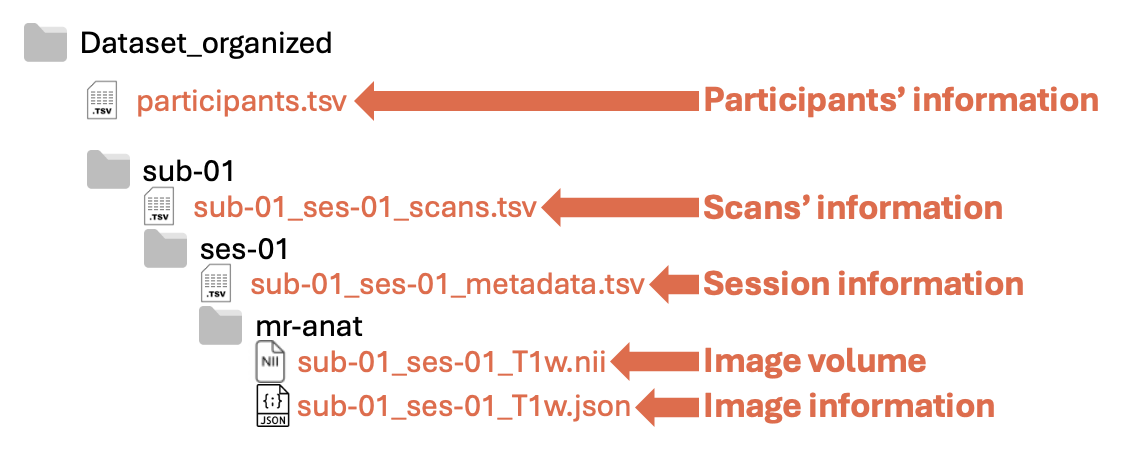 Dataset_organized
.TSV participants.tsv Participants’ information
sub-01
.TSV sub-01_ses-01_scans.tsv Scans’ information
ses-01
.TSV sub-01_ses-01_metadata.tsv Session information
mr-anat
NII sub-01_ses-01_T1w.nii Image volume
{;} JSON sub-01_ses-01_T1w.json Image information